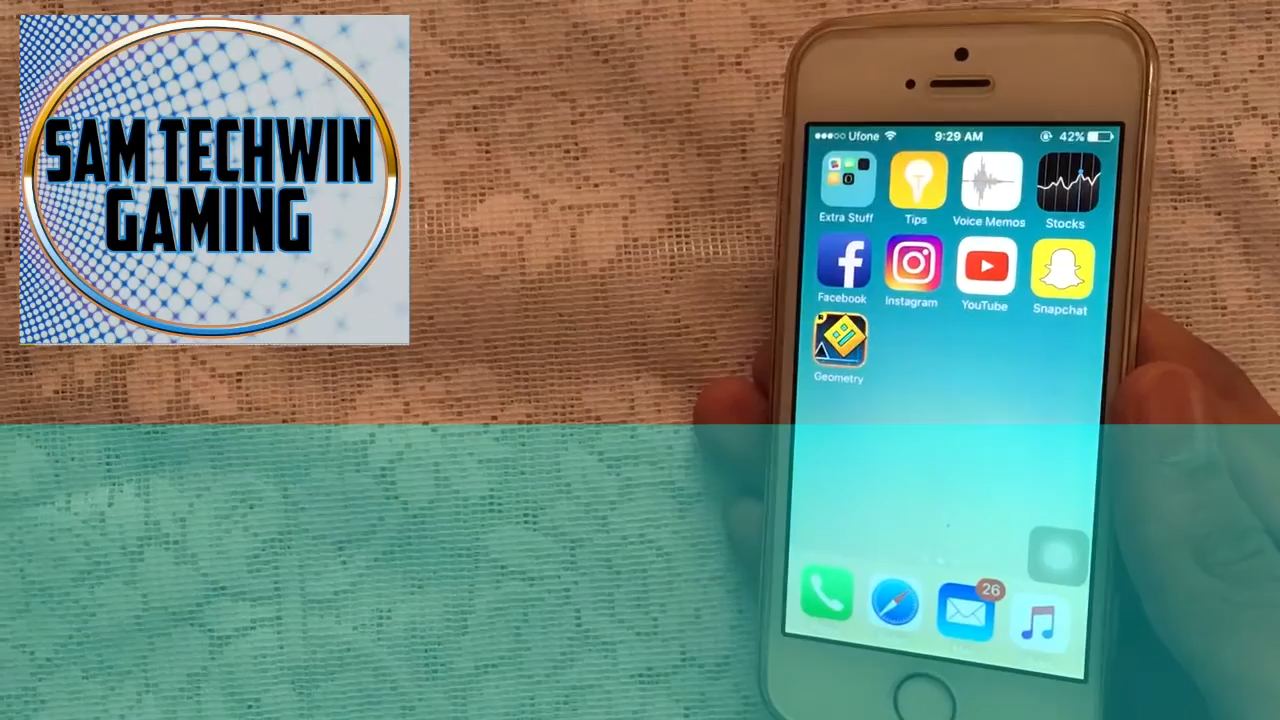 SAM TECHWIN
GAMING
Ufone
9:29 AM
42%
Extra Stuff
Tips
Voice Memos
Stocks
Facebook
Instagram
YouTube
Snapchat
Geometry
26